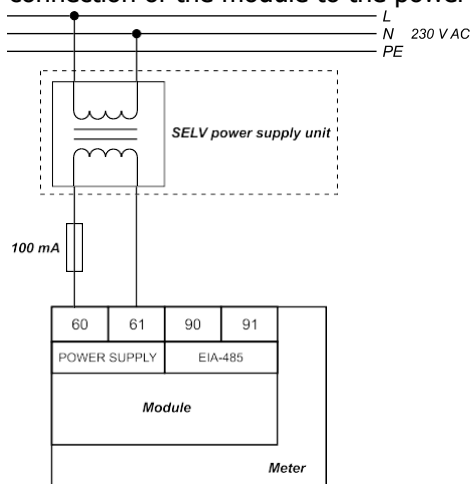 connection of the module to the power
L
N 230 V AC
PE
SELV power supply unit
100 mA
60 61 90 91
POWER SUPPLY EIA-485
Module
Meter